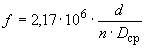 f = 2,17 · 10⁶ · d / (n · Dср)